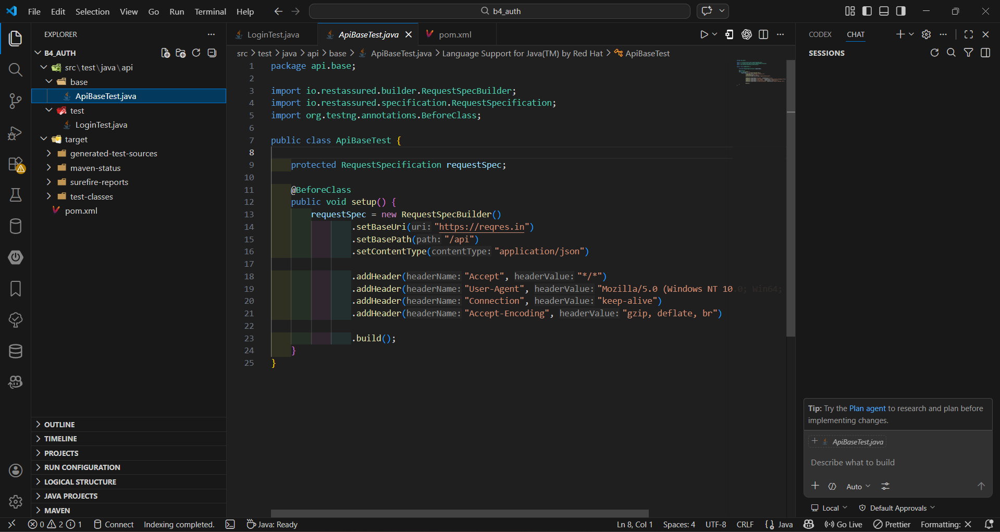 File Edit Selection View Go Run Terminal Help
b4_auth
EXPLORER
B4_AUTH
src\test\java\api
base
ApiBaseTest.java
test
LoginTest.java
target
generated-test-sources
maven-status
surefire-reports
test-classes
pom.xml
OUTLINE
TIMELINE
PROJECTS
RUN CONFIGURATION
LOGICAL STRUCTURE
JAVA PROJECTS
MAVEN
LoginTest.java ApiBaseTest.java pom.xml
src > test > java > api > base > ApiBaseTest.java > Language Support for Java(TM) by Red Hat > ApiBaseTest
1 package api.base;
2
3 import io.restassured.builder.RequestSpecBuilder;
4 import io.restassured.specification.RequestSpecification;
5 import org.testng.annotations.BeforeClass;
6
7 public class ApiBaseTest {
8
9 protected RequestSpecification requestSpec;
10
11 @BeforeClass
12 public void setup() {
13 requestSpec = new RequestSpecBuilder()
14 .setBaseUri(uri: "https://reqres.in")
15 .setBasePath(path: "/api")
16 .setContentType(contentType: "application/json")
17
18 .addHeader(headerName: "Accept", headerValue: "*/*")
19 .addHeader(headerName: "User-Agent", headerValue: "Mozilla/5.0 (Windows NT 10.0; Win64;
20 .addHeader(headerName: "Connection", headerValue: "keep-alive")
21 .addHeader(headerName: "Accept-Encoding", headerValue: "gzip, deflate, br")
22
23 .build();
24 }
25 }
CODEX CHAT
SESSIONS
Tip: Try the Plan agent to research and plan before
implementing changes.
ApiBaseTest.java
Describe what to build
Auto
Local Default Approvals
0 2 1 Connect Indexing completed. Java: Ready Ln 8, Col 1 Spaces: 4 UTF-8 CRLF Java Go Live Prettier Formatting: